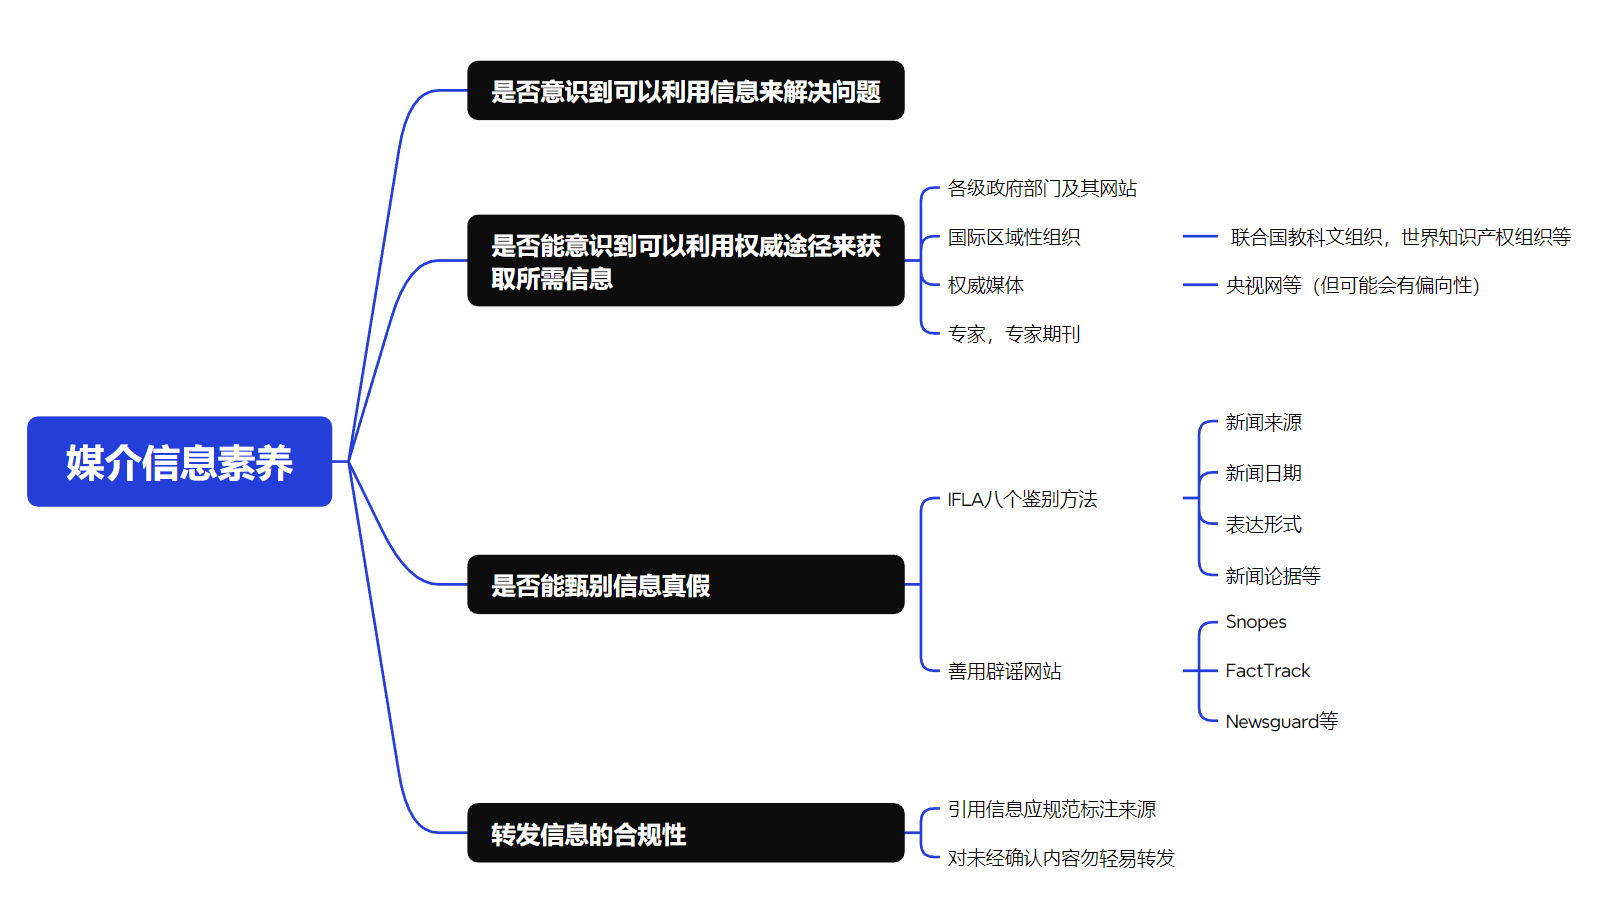 媒介信息素养
是否意识到可以利用信息来解决问题
是否能意识到可以利用权威途径来获
取所需信息
各级政府部门及其网站
国际区域性组织
联合国教科文组织，世界知识产权组织等
权威媒体
央视网等（但可能会有偏向性）
专家，专家期刊
是否能甄别信息真假
IFLA八个鉴别方法
新闻来源
新闻日期
表达形式
新闻论据等
善用辟谣网站
Snopes
FactTrack
Newsguard等
转发信息的合规性
引用信息应规范标注来源
对未经确认内容勿轻易转发